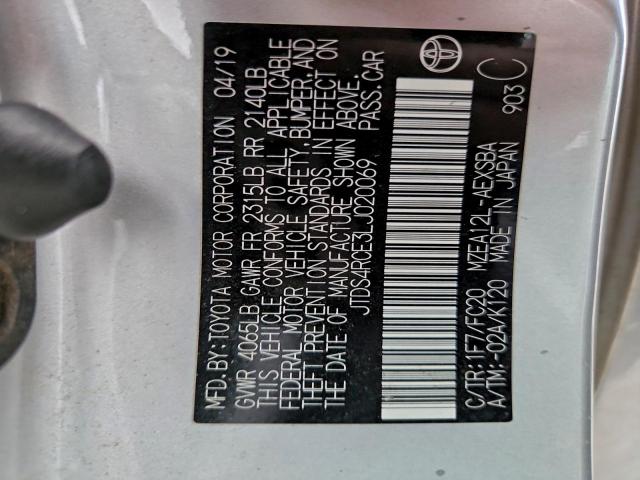 MFD.BY:TOYOTA MOTOR CORPORATION 04/19
GVWR 4065LB GAWR FR 2315LB RR 2140LB
THIS VEHICLE CONFORMS TO ALL APPLICABLE
FEDERAL MOTOR VEHICLE SAFETY,BUMPER,AND
THEFT PREVENTION STANDARDS IN EFFECT ON
THE DATE OF MANUFACTURE SHOWN ABOVE.
JTDS4RCE3LJ020069 PASS.CAR
C/TR:1F7/FC20 MZEA12L-AEXSBA
A/TM:-02A/K120 MADE IN JAPAN 903 C